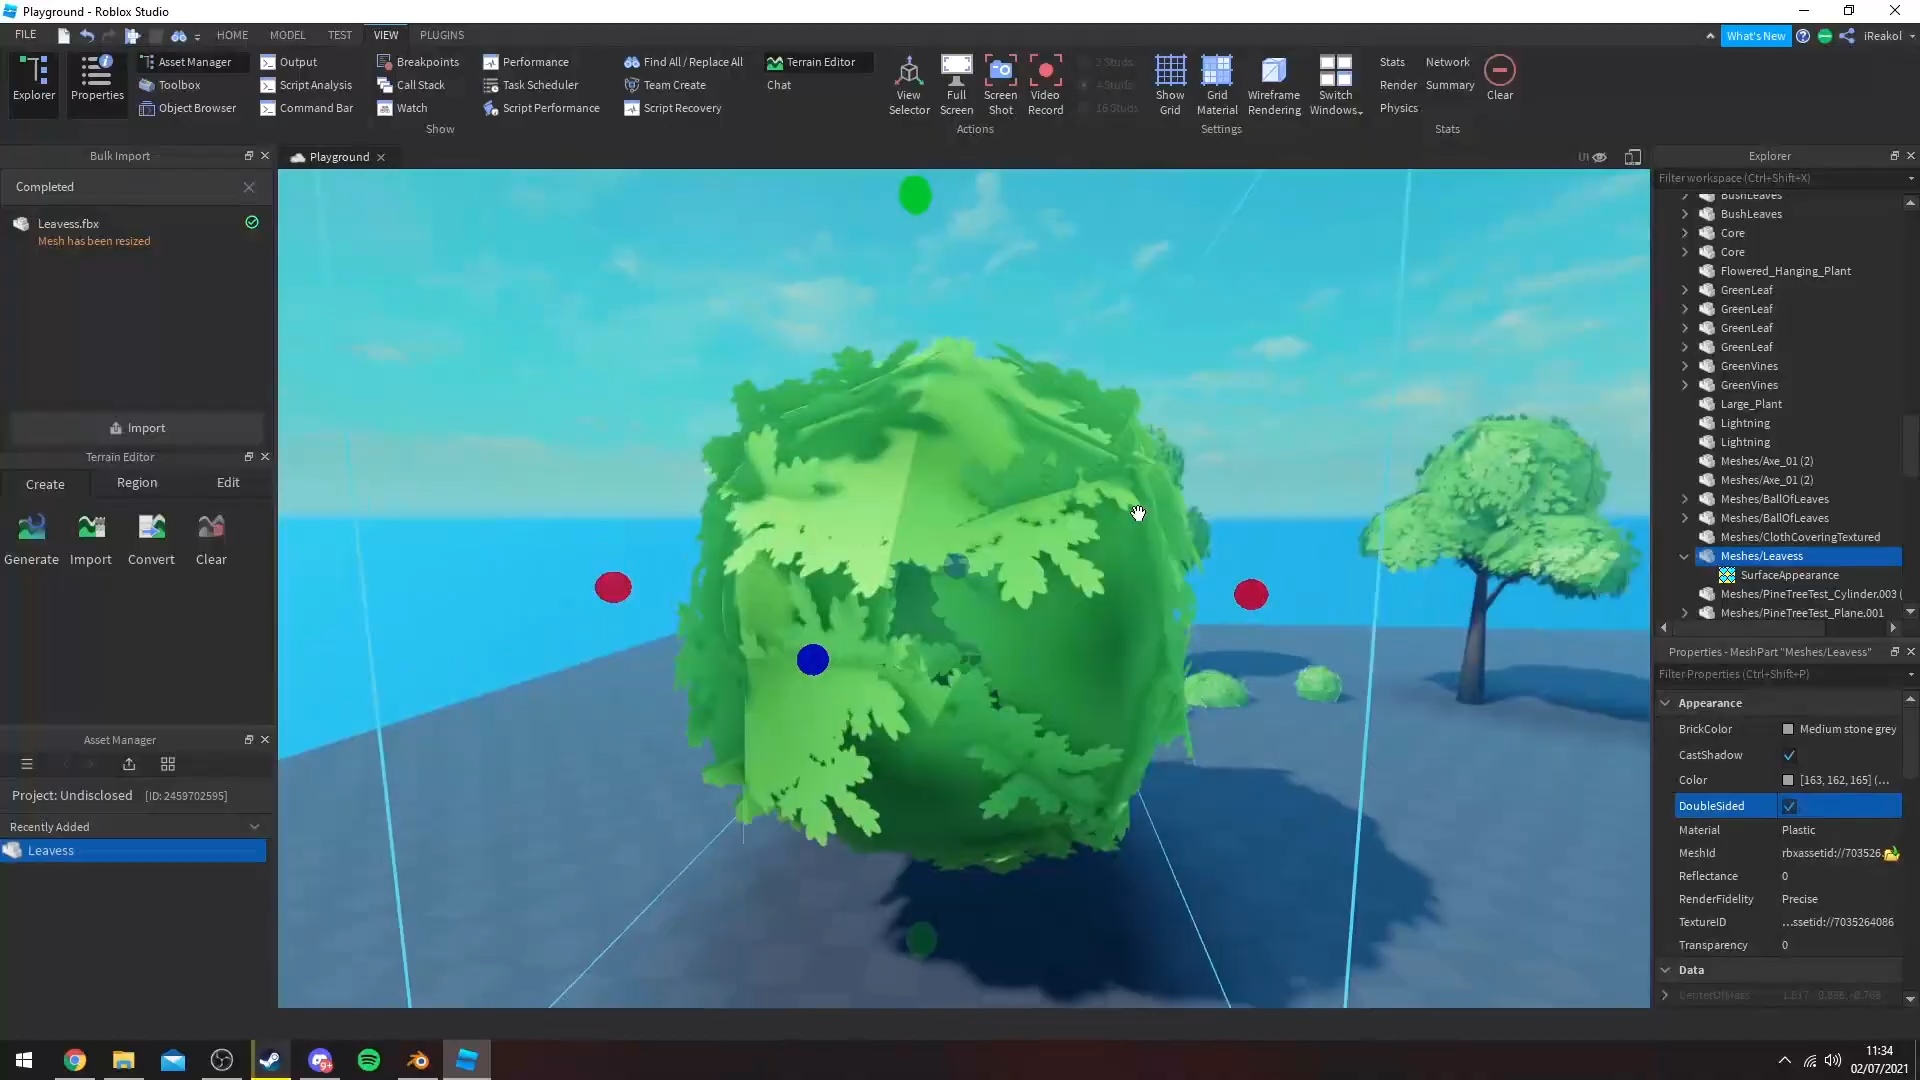 Playground - Roblox Studio
FILE
HOME
MODEL
TEST
VIEW
PLUGINS
What's New
iReakol
Explorer
Properties
Asset Manager
Toolbox
Object Browser
Output
Script Analysis
Command Bar
Breakpoints
Call Stack
Watch
Performance
Task Scheduler
Script Performance
Find All / Replace All
Team Create
Script Recovery
Terrain Editor
Chat
Show
View
Selector
Full
Screen
Screen
Shot
Video
Record
2 Studs
4 Studs
16 Studs
Actions
Show
Grid
Grid
Material
Wireframe
Rendering
Switch
Windows
Settings
Stats
Network
Render
Summary
Physics
Clear
Stats
Bulk Import
Completed
Leavess.fbx
Mesh has been resized
Import
Terrain Editor
Create
Region
Edit
Generate
Import
Convert
Clear
Asset Manager
Project: Undisclosed
[ID: 2459702595]
Recently Added
Leavess
Playground
UI
Explorer
Filter workspace (Ctrl+Shift+X)
BushLeaves
BushLeaves
Core
Core
Flowered_Hanging_Plant
GreenLeaf
GreenLeaf
GreenLeaf
GreenLeaf
GreenVines
GreenVines
Large_Plant
Lightning
Lightning
Meshes/Axe_01 (2)
Meshes/Axe_01 (2)
Meshes/BallOfLeaves
Meshes/BallOfLeaves
Meshes/ClothCoveringTextured
Meshes/Leavess
SurfaceAppearance
Meshes/PineTreeTest_Cylinder.003 (
Meshes/PineTreeTest_Plane.001
Properties - MeshPart "Meshes/Leavess"
Filter Properties (Ctrl+Shift+P)
Appearance
BrickColor
Medium stone grey
CastShadow
Color
[163, 162, 165] (...
DoubleSided
Material
Plastic
MeshId
rbxassetid://703526
Reflectance
0
RenderFidelity
Precise
TextureID
...ssetid://7035264086
Transparency
0
Data
CenterOfMass
9+
11:34
02/07/2021